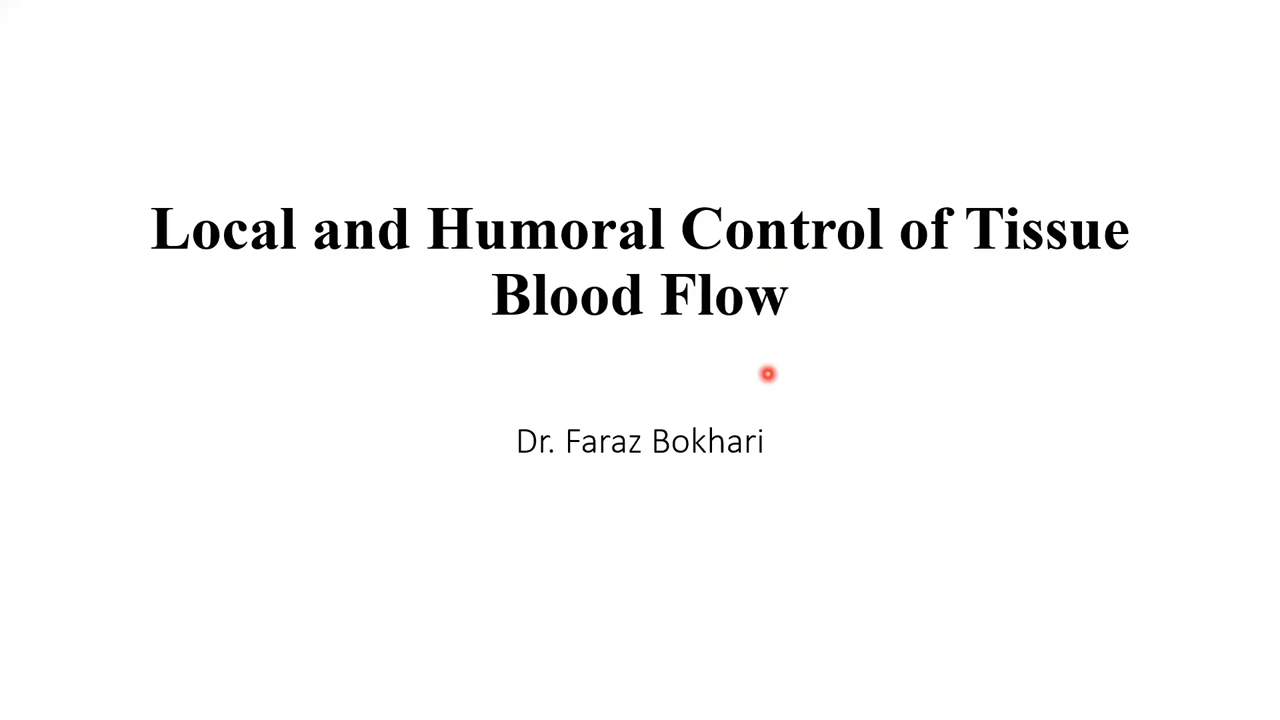 Local and Humoral Control of Tissue
Blood Flow
Dr. Faraz Bokhari